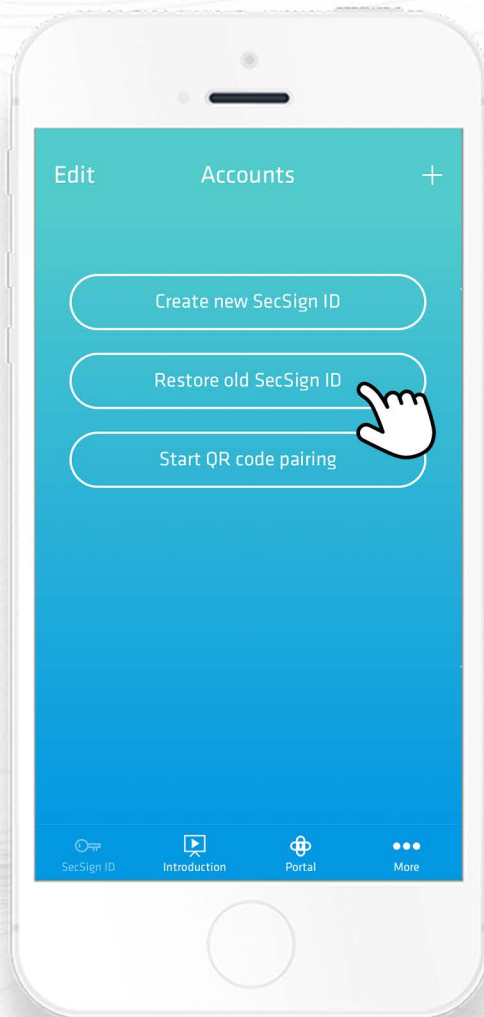 Edit Accounts +
Create new SecSign ID
Restore old SecSign ID
Start QR code pairing
SecSign ID Introduction Portal More